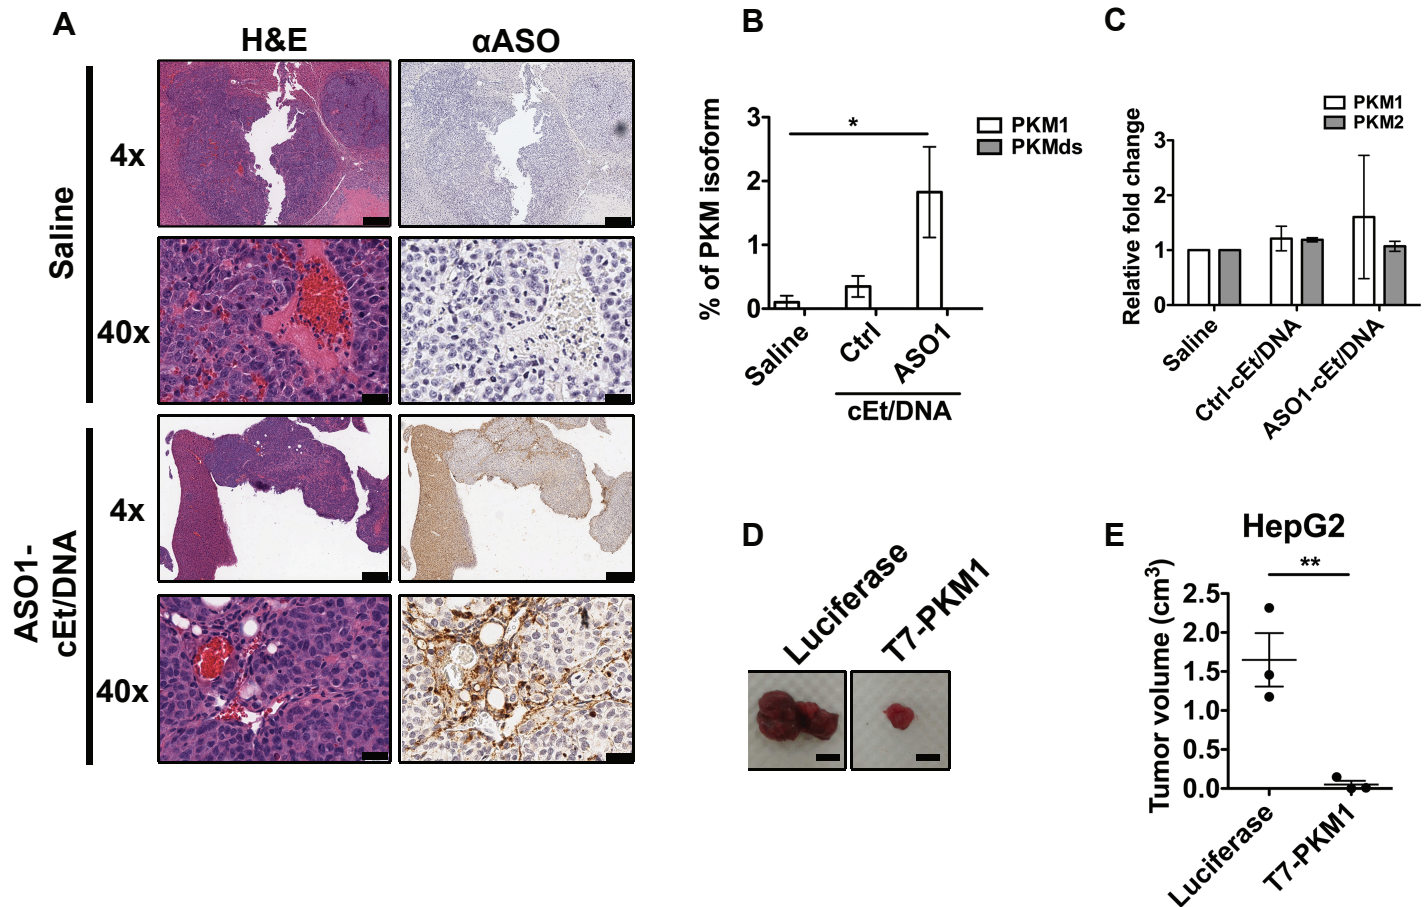 A
H&E
αASO
Saline
4x
40x
ASO1-
cEt/DNA
4x
40x
B
% of PKM isoform
3
2
1
0
*
PKM1
PKMds
Saline
Ctrl
ASO1
cEt/DNA
C
Relative fold change
3
2
1
0
PKM1
PKM2
Saline
Ctrl-cEt/DNA
ASO1-cEt/DNA
D
Luciferase
T7-PKM1
E
HepG2
**
Tumor volume (cm³)
2.5
2.0
1.5
1.0
0.5
0.0
Luciferase
T7-PKM1